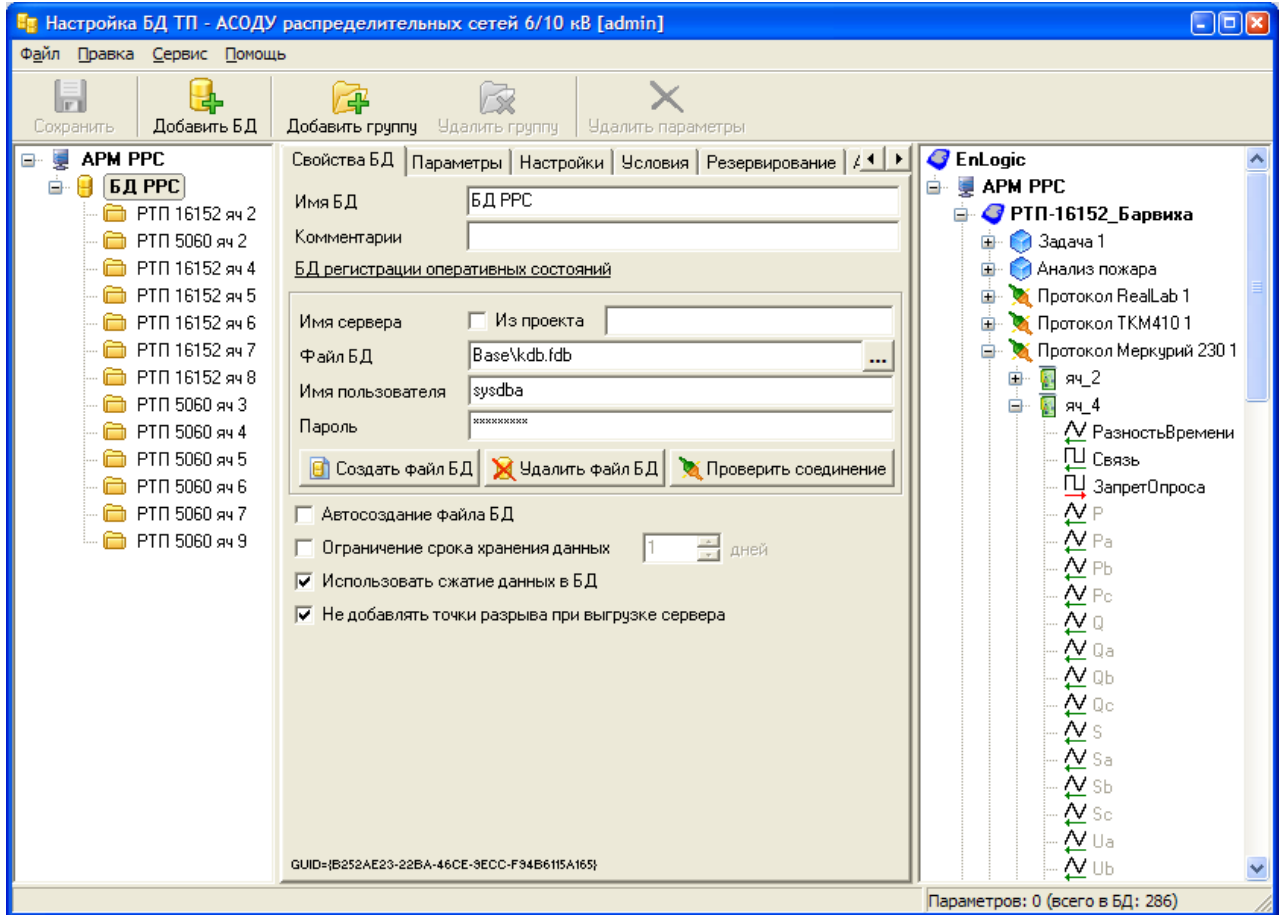 Настройка БД ТП - АСОДУ распределительных сетей 6/10 кВ [admin]
Файл Правка Сервис Помощь
Сохранить Добавить БД Добавить группу Удалить группу Удалить параметры
АРМ РРС
БД РРС
РТП 16152 яч 2
РТП 5060 яч 2
РТП 16152 яч 4
РТП 16152 яч 5
РТП 16152 яч 6
РТП 16152 яч 7
РТП 16152 яч 8
РТП 5060 яч 3
РТП 5060 яч 4
РТП 5060 яч 5
РТП 5060 яч 6
РТП 5060 яч 7
РТП 5060 яч 9
Свойства БД Параметры Настройки Условия Резервирование
Имя БД БД РРС
Комментарии
БД регистрации оперативных состояний
Имя сервера Из проекта
Файл БД Base\kdb.fdb ...
Имя пользователя sysdba
Пароль ×××××××××
Создать файл БД Удалить файл БД Проверить соединение
Автосоздание файла БД
Ограничение срока хранения данных 1 дней
Использовать сжатие данных в БД
Не добавлять точки разрыва при выгрузке сервера
GUID={B252AE23-22BA-46CE-9ECC-F94B6115A165}
EnLogic
АРМ РРС
РТП-16152_Барвиха
Задача 1
Анализ пожара
Протокол RealLab 1
Протокол ТКМ410 1
Протокол Меркурий 230 1
яч_2
яч_4
РазностьВремени
Связь
ЗапретОпроса
P
Pa
Pb
Pc
Q
Qa
Qb
Qc
S
Sa
Sb
Sc
Ua
Ub
Параметров: 0 (всего в БД: 286)